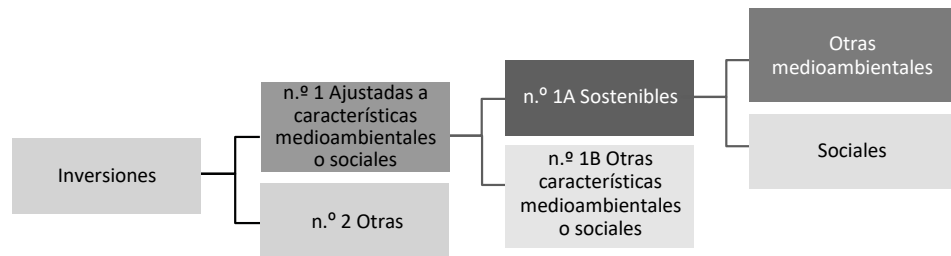 Inversiones
n.º 1 Ajustadas a
características
medioambientales
o sociales
n.º 2 Otras
n.º 1A Sostenibles
n.º 1B Otras
características
medioambientales
o sociales
Otras
medioambientales
Sociales